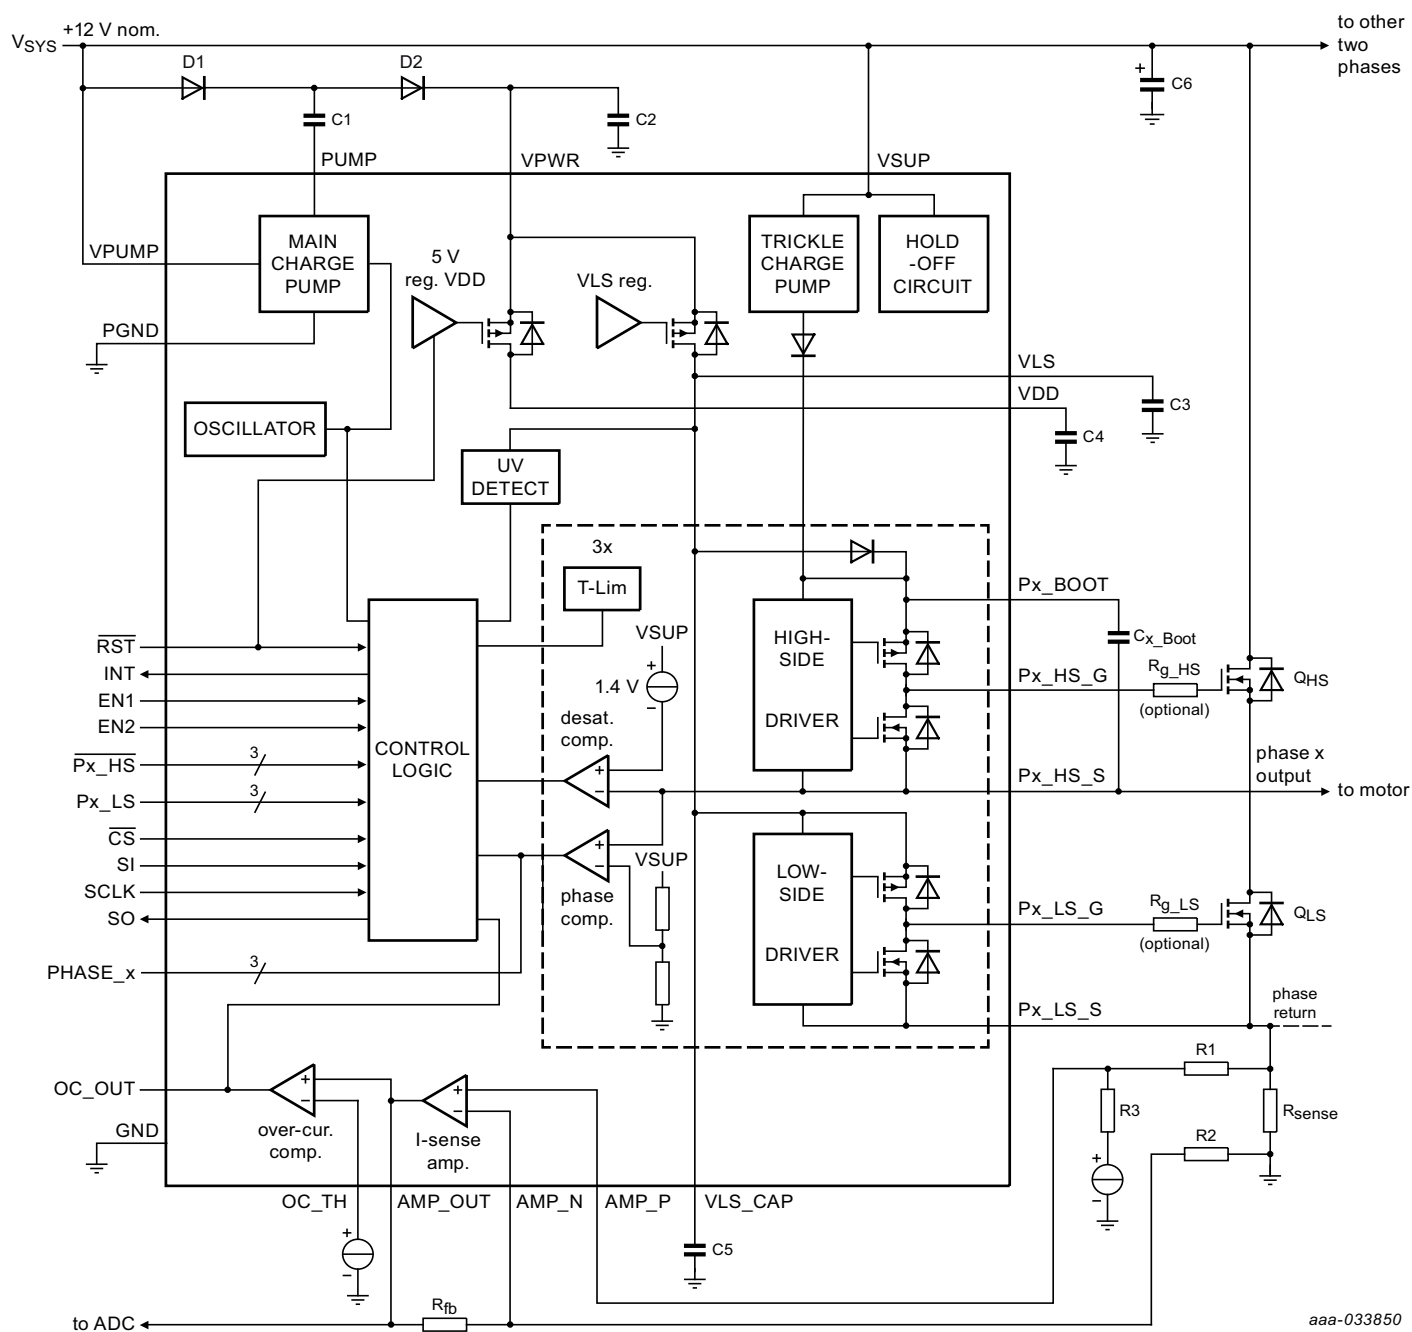 +12 V nom.
VSYS
to other
two
phases
D1
D2
C1
C2
C6
PUMP
VPWR
VSUP
VPUMP
MAIN
CHARGE
PUMP
5 V
reg. VDD
VLS reg.
TRICKLE
CHARGE
PUMP
HOLD
-OFF
CIRCUIT
PGND
VLS
VDD
C3
C4
OSCILLATOR
UV
DETECT
3x
T-Lim
VSUP
+
1.4 V
−
desat.
comp.
+
−
HIGH-
SIDE
DRIVER
Px_BOOT
Cx_Boot
Px_HS_G
Rg_HS
(optional)
QHS
Px_HS_S
phase x
output
to motor
RST
INT
EN1
EN2
Px_HS
3
Px_LS
3
CS
SI
SCLK
SO
PHASE_x
3
CONTROL
LOGIC
+
−
phase
comp.
VSUP
LOW-
SIDE
DRIVER
Px_LS_G
Rg_LS
(optional)
QLS
Px_LS_S
phase
return
OC_OUT
GND
+
−
over-cur.
comp.
+
−
I-sense
amp.
R1
R3
R2
Rsense
+
−
OC_TH
AMP_OUT
AMP_N
AMP_P
VLS_CAP
+
−
C5
Rfb
to ADC
aaa-033850
+